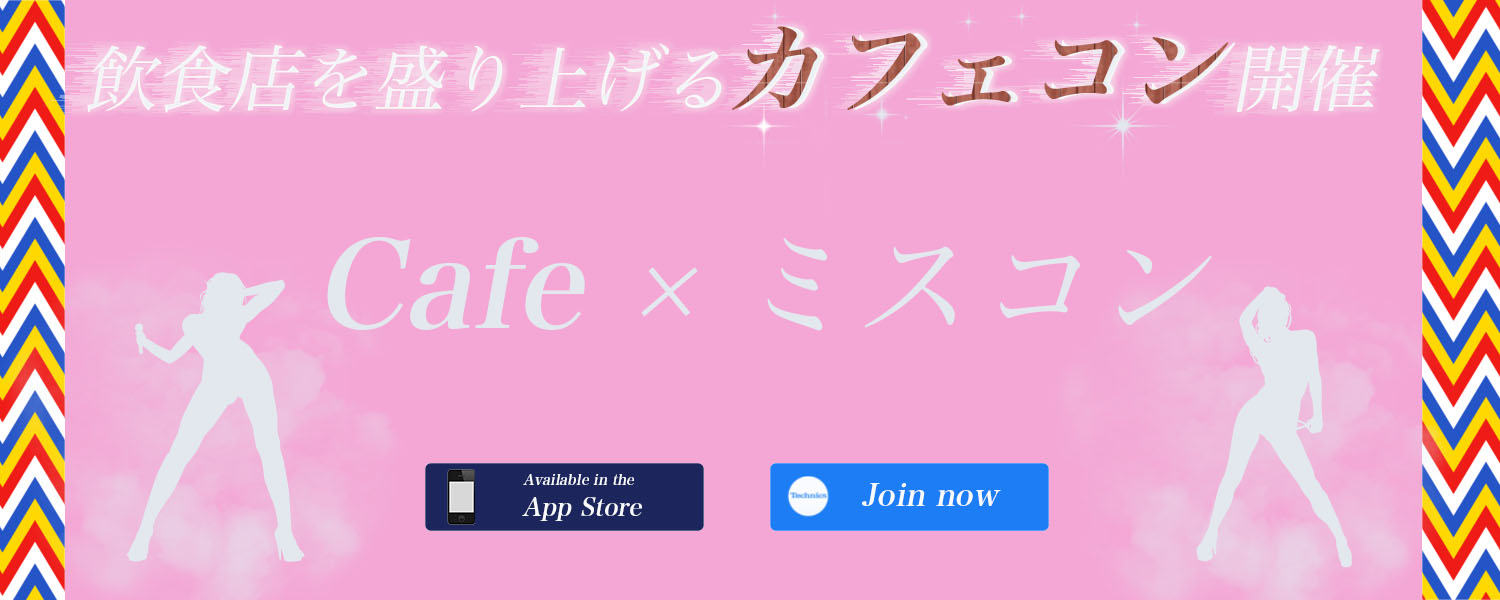 飲食店を盛り上げるカフェコン開催
Cafe × ミスコン
Available in the
App Store
Technics
Join now